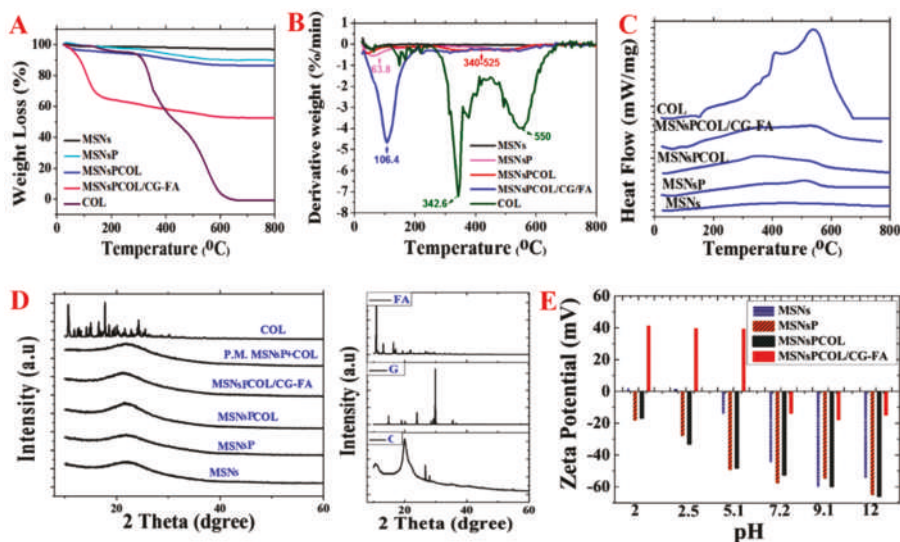 A
Weight Loss (%)
100
80
60
40
20
0
MSNs
MSNsP
MSNsPCOL
MSNsPCOL/CG-FA
COL
0 200 400 600 800
Temperature (⁰C)
B
Derivative weight (%/min)
1
0
-1
-2
-3
-4
-5
-6
-7
-8
63.8
340-525
106.4
342.6
550
MSNs
MSNsP
MSNsPCOL
MSNsPCOL/CG/FA
COL
0 200 400 600 800
Temperature (⁰C)
C
Heat Flow (mW/mg)
COL
MSNsPCOL/CG-FA
MSNsPCOL
MSNsP
MSNs
0 200 400 600 800
Temperature (⁰C)
D
Intensity (a.u)
COL
P.M. MSNsP+COL
MSNsPCOL/CG-FA
MSNsPCOL
MSNsP
MSNs
20 40 60
2 Theta (dgree)
Intensity (a.u)
FA
G
C
20 40 60
2 Theta (dgree)
E
Zeta Potential (mV)
60
40
20
0
-20
-40
-60
MSNs
MSNsP
MSNsPCOL
MSNsPCOL/CG-FA
2 2.5 5.1 7.2 9.1 12
pH